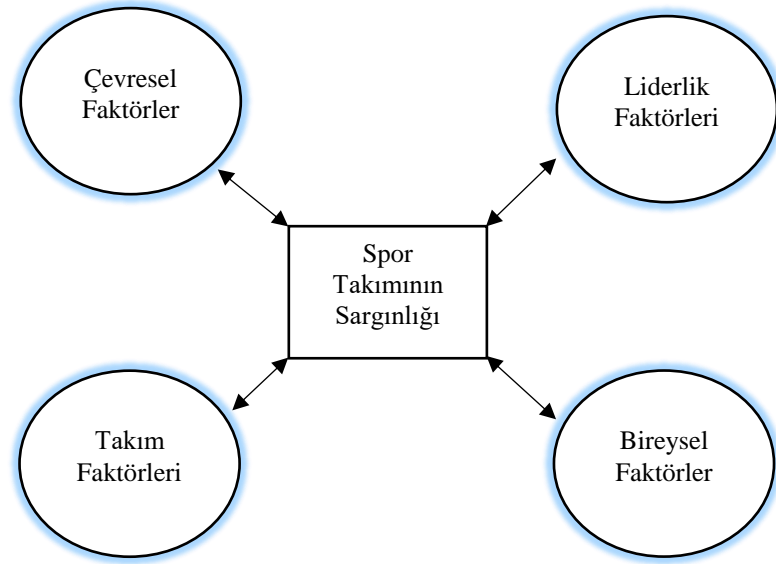 Çevresel
Faktörler
Liderlik
Faktörleri
Spor
Takımının
Sargınlığı
Takım
Faktörleri
Bireysel
Faktörler